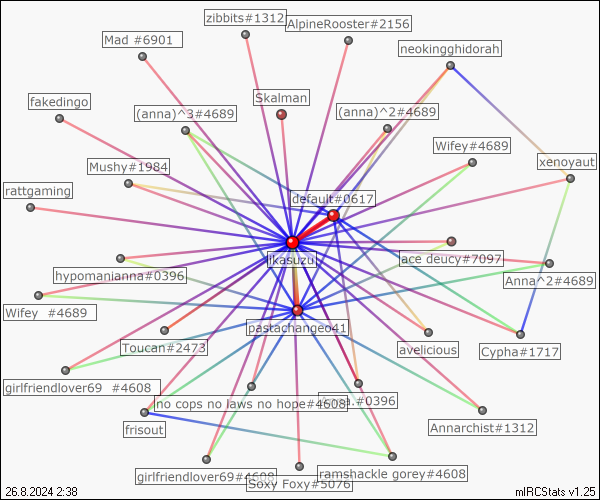 zibbits#1312
AlpineRooster#2156
Mad #6901
neokingghidorah
fakedingo
Skalman
(anna)^3#4689
(anna)^2#4689
Wifey#4689
Mushy#1984
xenoyaut
rattgaming
default#0617
ikasuzu
ace deucy#7097
hypomanianna#0396
Anna^2#4689
Wifey #4689
pastachangeo41
Toucan#2473
avelicious
Cypha#1717
girlfriendlover69 #4608
no cops no laws no hope#4608
#0396
frisout
Annarchist#1312
girlfriendlover69#4608
ramshackle gorey#4608
Soxy Foxy#5076
26.8.2024 2:38
mIRCStats v1.25